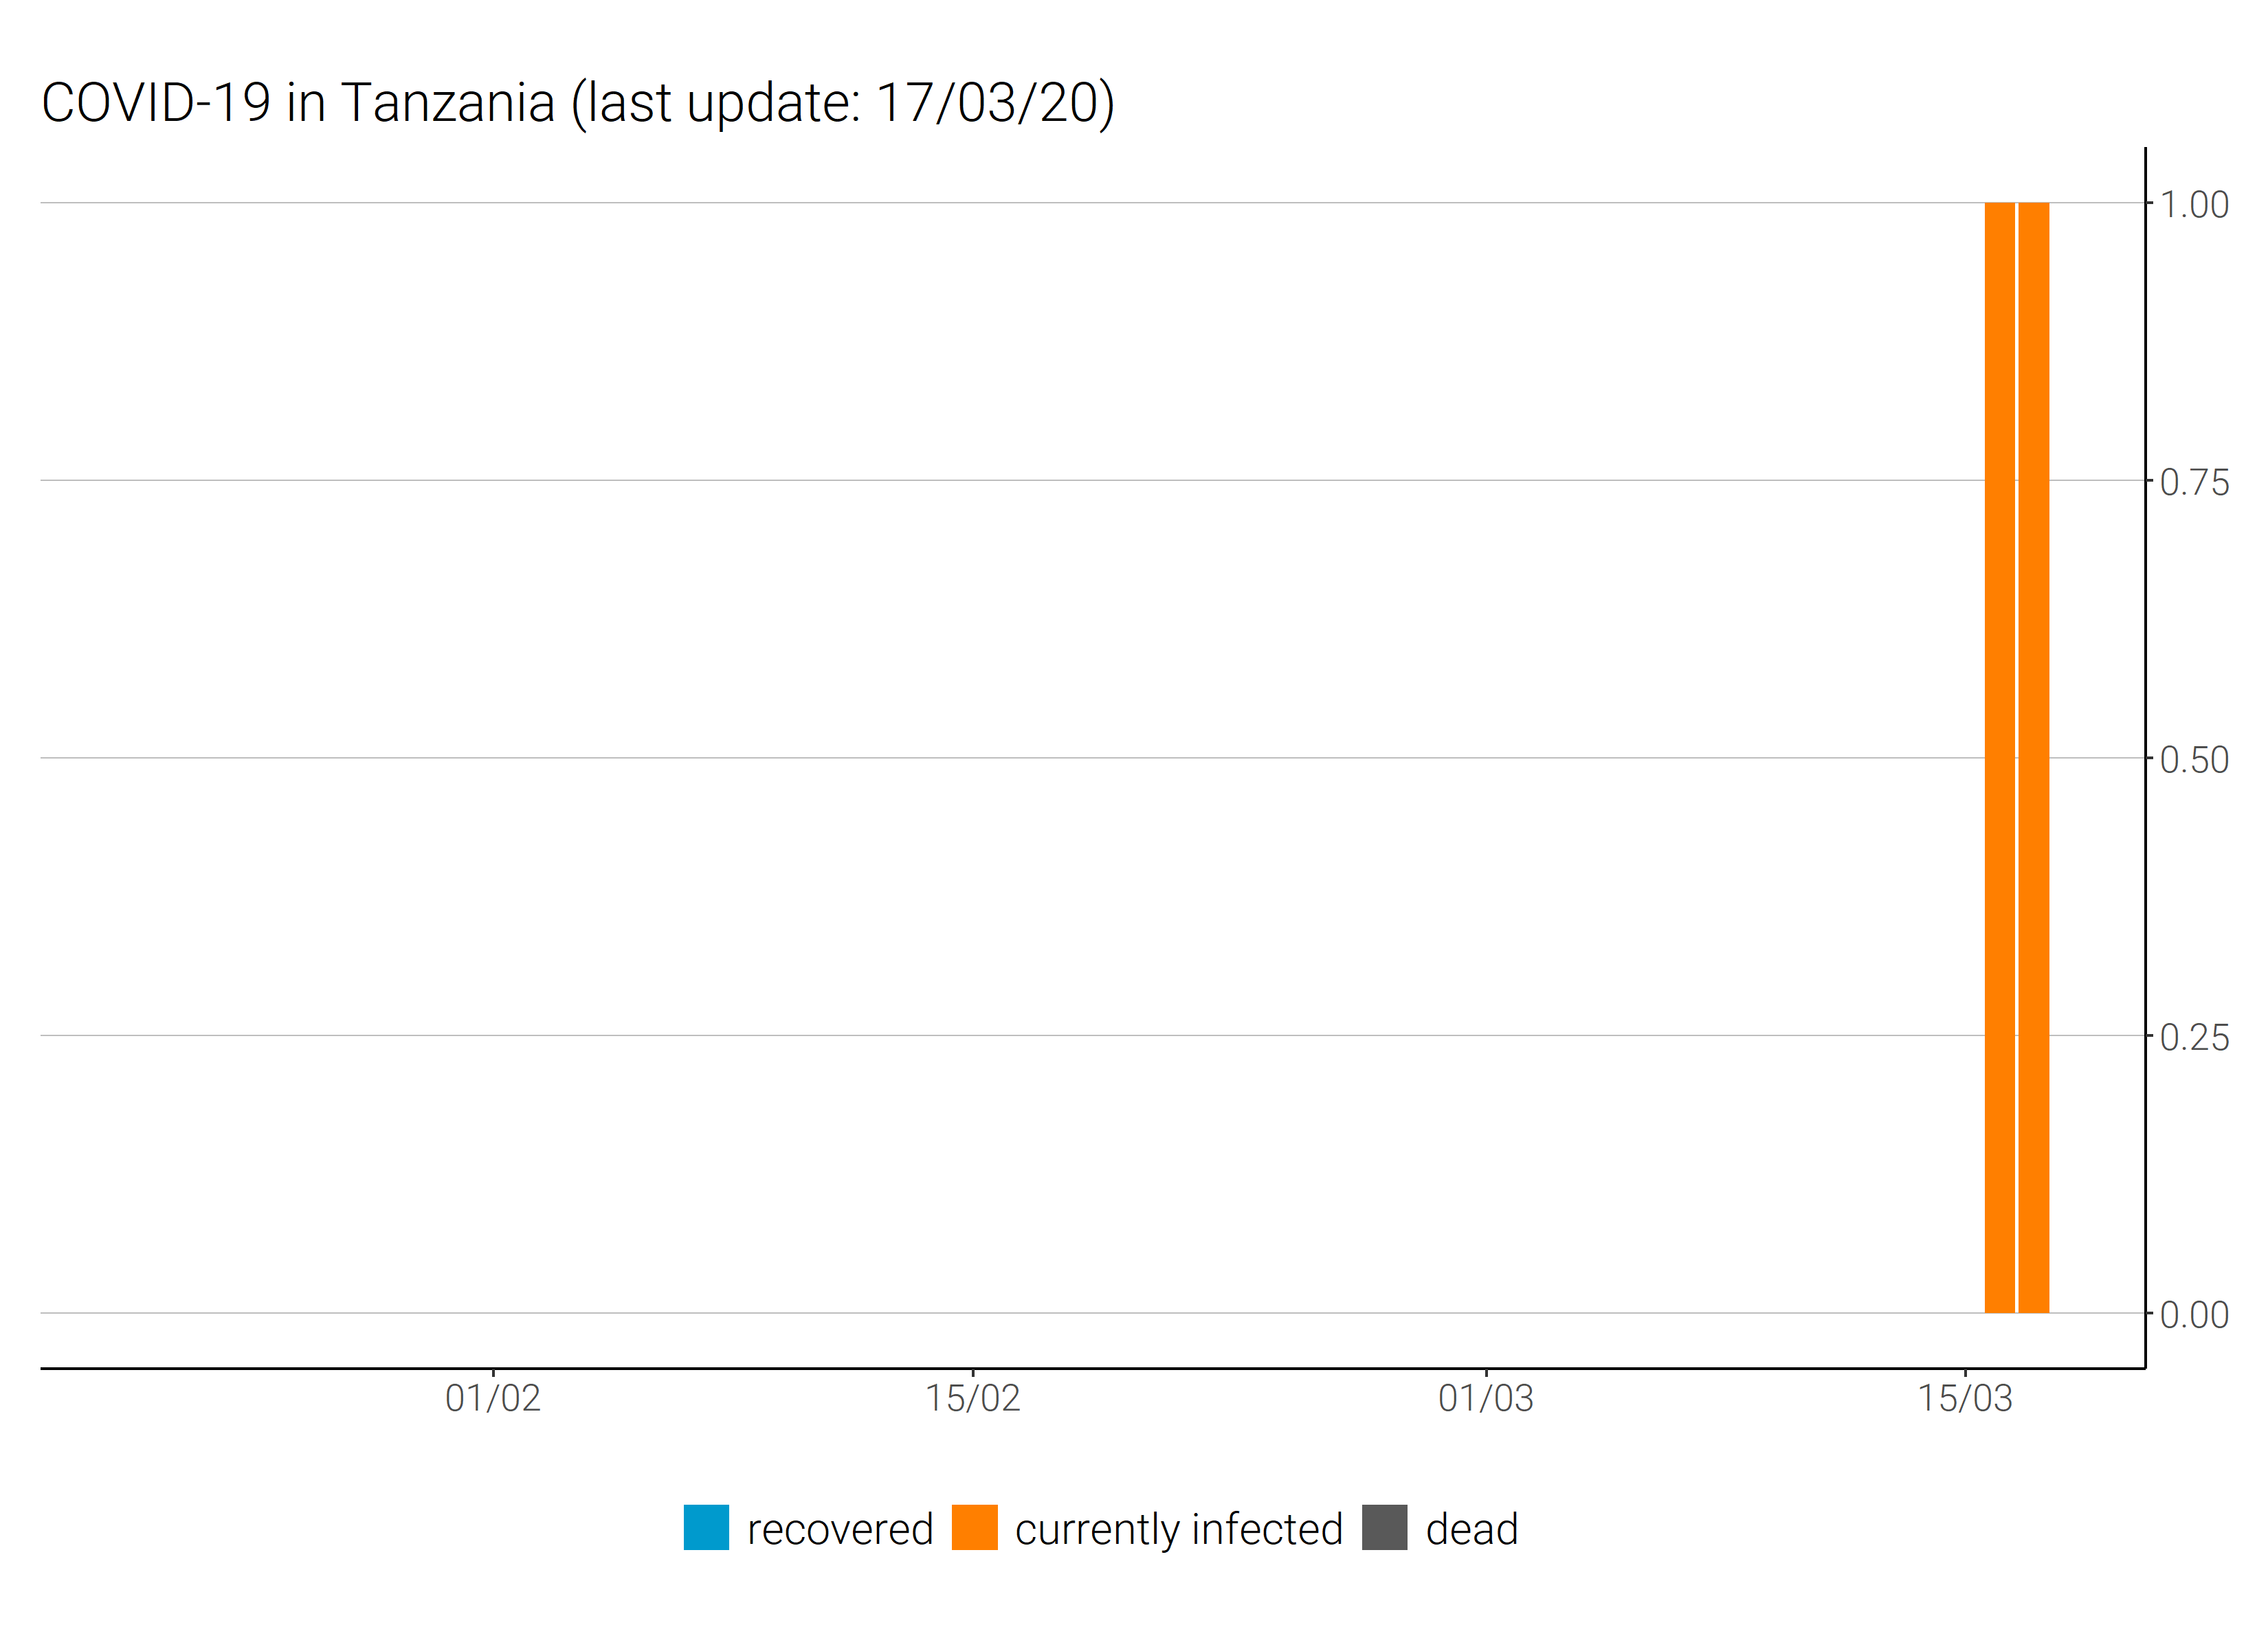 COVID-19 in Tanzania (last update: 17/03/20)
1.00
0.75
0.50
0.25
0.00
01/02 15/02 01/03 15/03
recovered currently infected dead